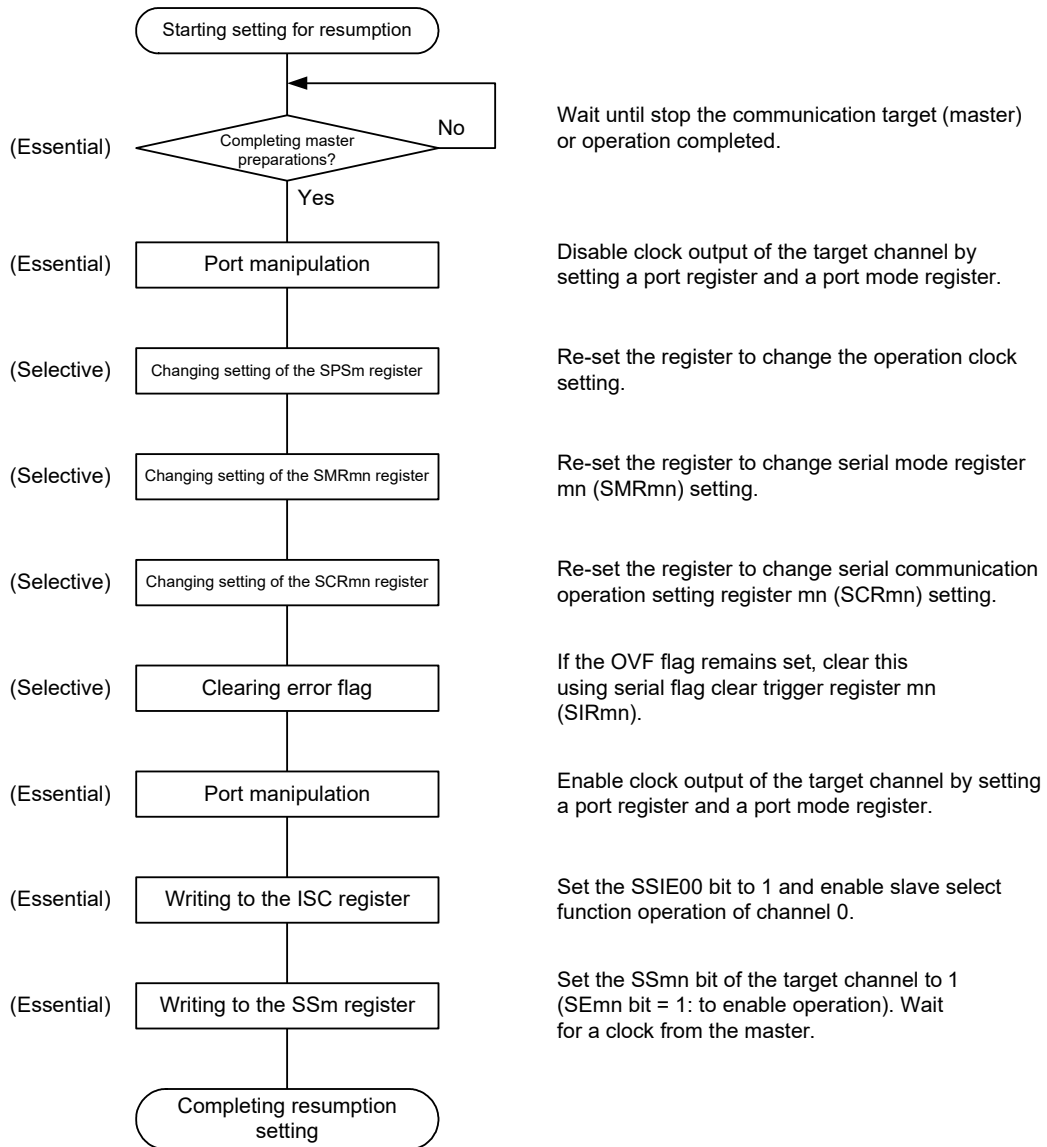 Starting setting for resumption
(Essential)
Completing master
preparations?
No
Yes
Wait until stop the communication target (master)
or operation completed.
(Essential)
Port manipulation
Disable clock output of the target channel by
setting a port register and a port mode register.
(Selective)
Changing setting of the SPSm register
Re-set the register to change the operation clock
setting.
(Selective)
Changing setting of the SMRmn register
Re-set the register to change serial mode register
mn (SMRmn) setting.
(Selective)
Changing setting of the SCRmn register
Re-set the register to change serial communication
operation setting register mn (SCRmn) setting.
(Selective)
Clearing error flag
If the OVF flag remains set, clear this
using serial flag clear trigger register mn
(SIRmn).
(Essential)
Port manipulation
Enable clock output of the target channel by setting
a port register and a port mode register.
(Essential)
Writing to the ISC register
Set the SSIE00 bit to 1 and enable slave select
function operation of channel 0.
(Essential)
Writing to the SSm register
Set the SSmn bit of the target channel to 1
(SEmn bit = 1: to enable operation). Wait
for a clock from the master.
Completing resumption
setting